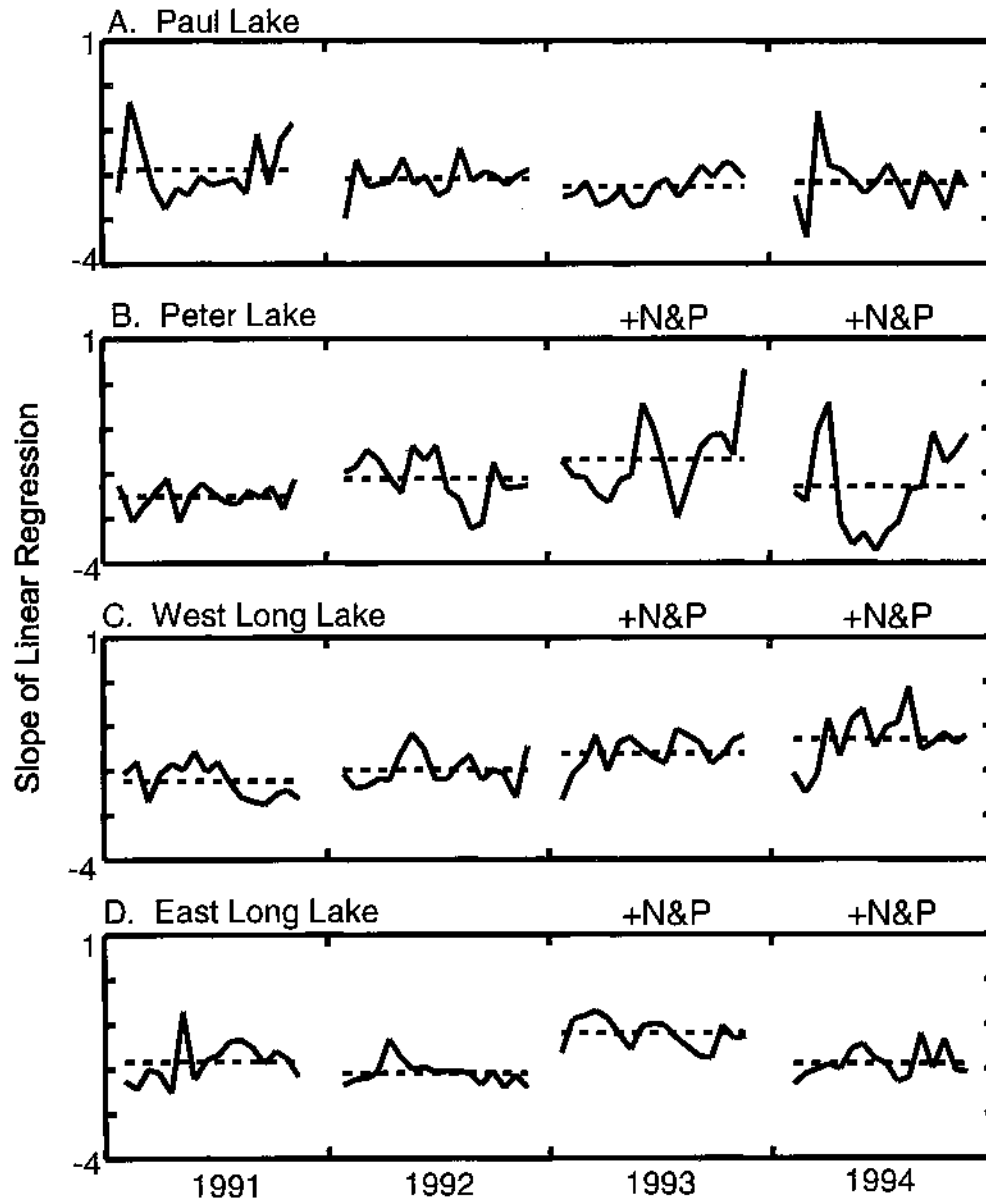 A. Paul Lake
1
-4
B. Peter Lake +N&P +N&P
1
-4
C. West Long Lake +N&P +N&P
1
-4
D. East Long Lake +N&P +N&P
1
-4
1991 1992 1993 1994
Slope of Linear Regression